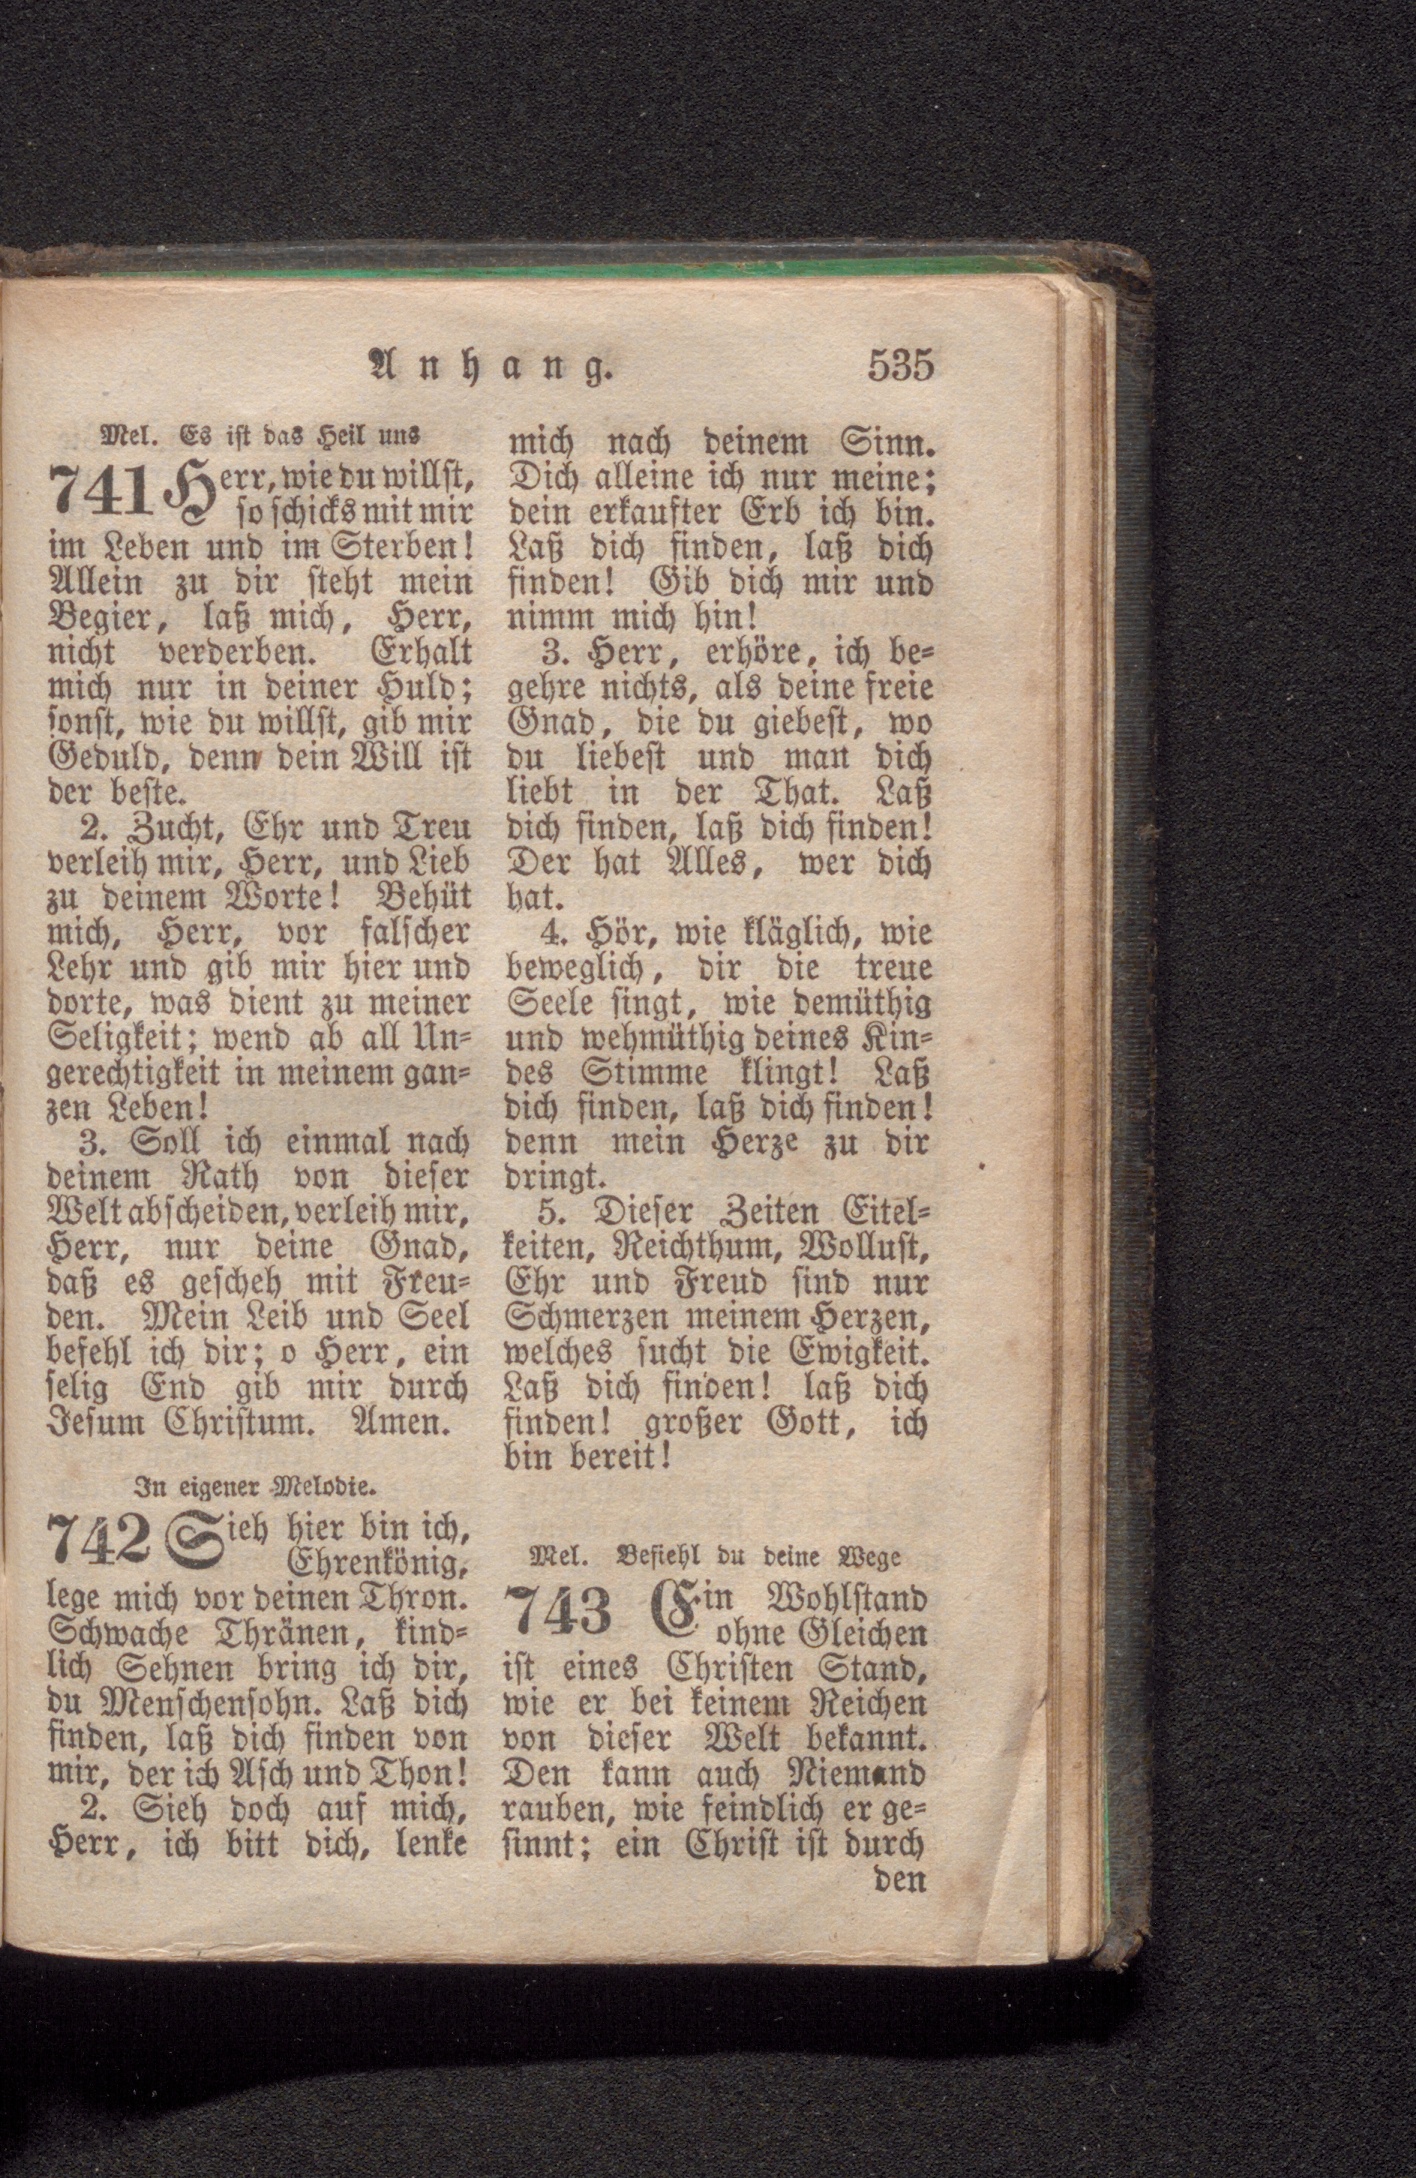 Anhang. 535
Mel. Es ist das Heil uns
741 Herr, wie du willst,
so schicks mit mir
im Leben und im Sterben!
Allein zu dir steht mein
Begier, laß mich, Herr,
nicht verderben. Erhalt
mich nur in deiner Huld;
sonst, wie du willst, gib mir
Geduld, denn dein Will ist
der beste.
2. Zucht, Ehr und Treu
verleih mir, Herr, und Lieb
zu deinem Worte! Behüt
mich, Herr, vor falscher
Lehr und gib mir hier und
dorte, was dient zu meiner
Seligkeit; wend ab all Un-
gerechtigkeit in meinem gan-
zen Leben!
3. Soll ich einmal nach
deinem Rath von dieser
Welt abscheiden, verleih mir,
Herr, nur deine Gnad,
daß es gescheh mit Freu-
den. Mein Leib und Seel
befehl ich dir; o Herr, ein
selig End gib mir durch
Jesum Christum. Amen.
In eigener Melodie.
742 Sieh hier bin ich,
Ehrenkönig,
lege mich vor deinen Thron.
Schwache Thränen, kind-
lich Sehnen bring ich dir,
du Menschensohn. Laß dich
finden, laß dich finden von
mir, der ich Asch und Thon!
2. Sieh doch auf mich,
Herr, ich bitt dich, lenke
mich nach deinem Sinn.
Dich alleine ich nur meine;
dein erkaufter Erb ich bin.
Laß dich finden, laß dich
finden! Gib dich mir und
nimm mich hin!
3. Herr, erhöre, ich be-
gehre nichts, als deine freie
Gnad, die du giebest, wo
du liebest und man dich
liebt in der That. Laß
dich finden, laß dich finden!
Der hat Alles, wer dich
hat.
4. Hör, wie kläglich, wie
beweglich, dir die treue
Seele singt, wie demüthig
und wehmüthig deines Kin-
des Stimme klingt! Laß
dich finden, laß dich finden!
denn mein Herze zu dir
dringt.
5. Dieser Zeiten Eitel-
keiten, Reichthum, Wollust,
Ehr und Freud sind nur
Schmerzen meinem Herzen,
welches sucht die Ewigkeit.
Laß dich finden! laß dich
finden! großer Gott, ich
bin bereit!
Mel. Befiehl du deine Wege
743 Ein Wohlstand
ohne Gleichen
ist eines Christen Stand,
wie er bei keinem Reichen
von dieser Welt bekannt.
Den kann auch Niemand
rauben, wie feindlich er ge-
sinnt; ein Christ ist durch
den